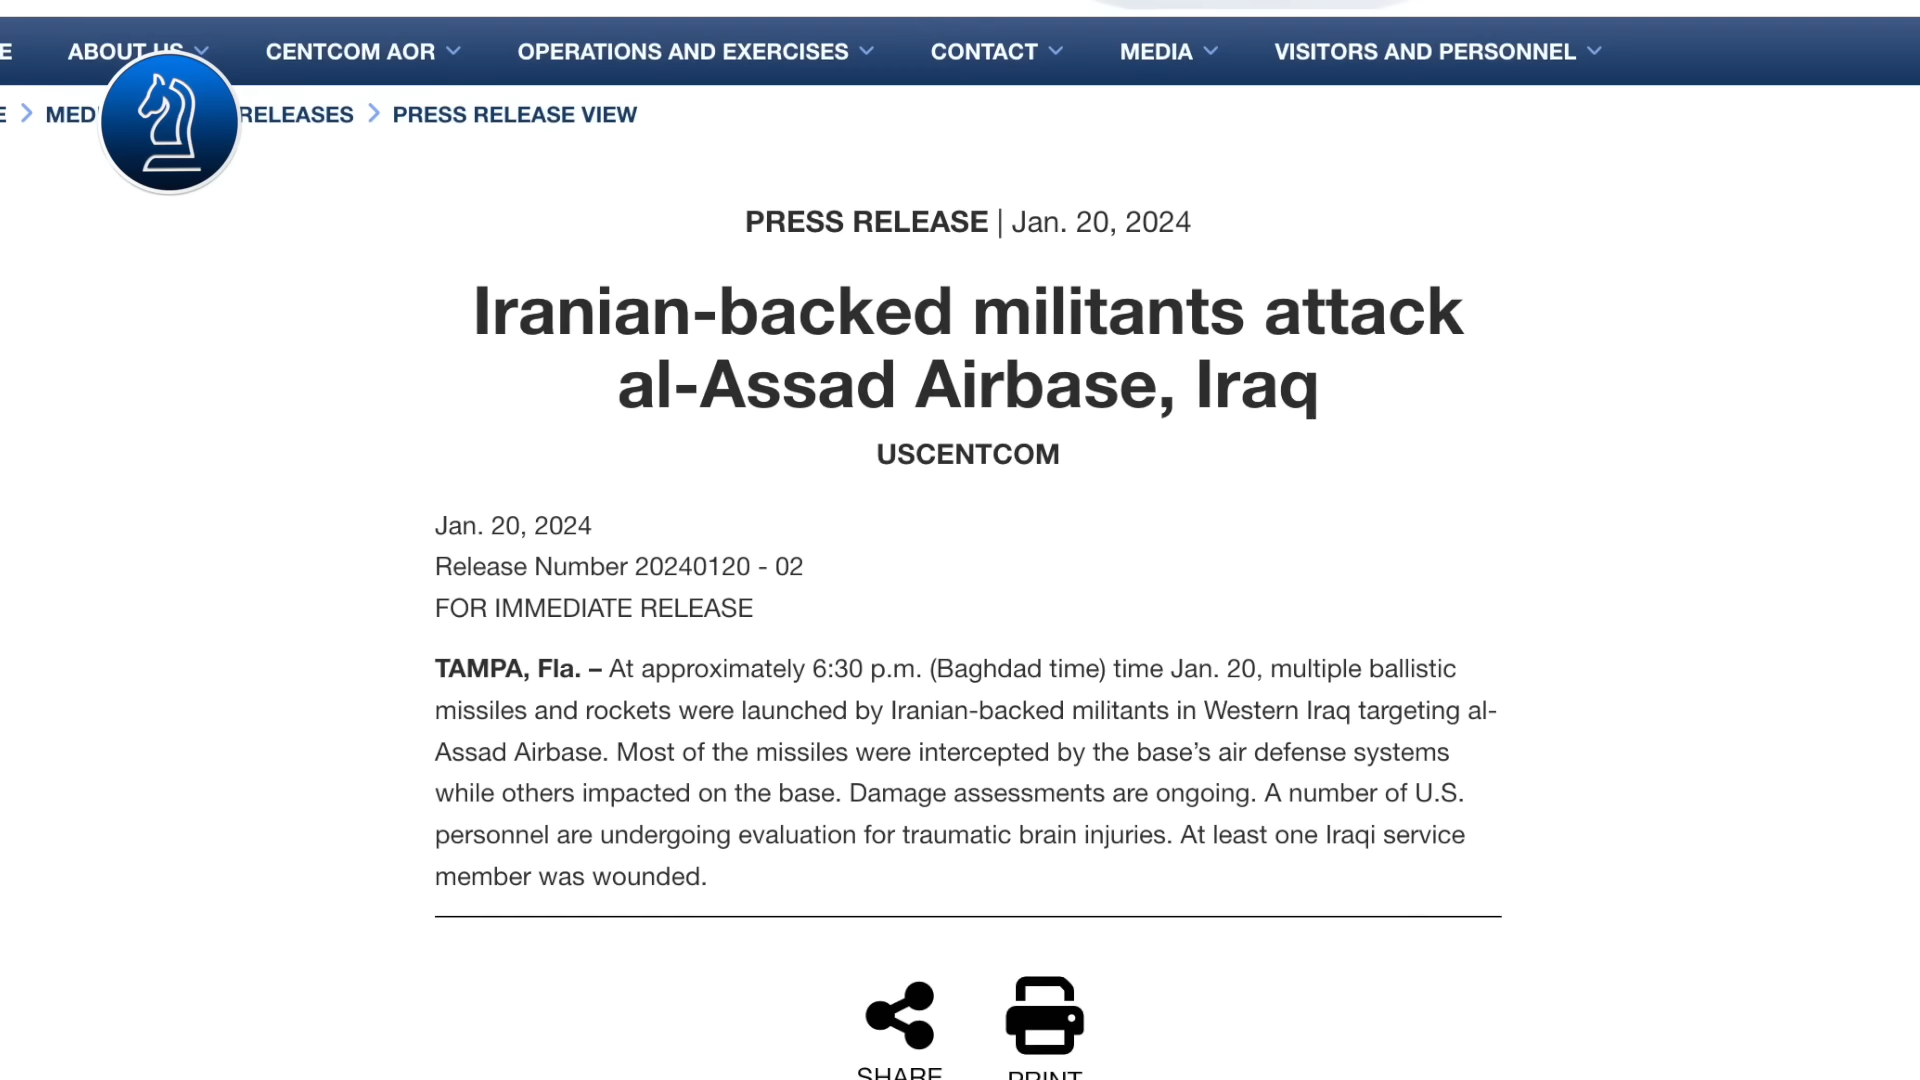 E ABOUT US CENTCOM AOR OPERATIONS AND EXERCISES CONTACT MEDIA VISITORS AND PERSONNEL
E > MED RELEASES > PRESS RELEASE VIEW
PRESS RELEASE | Jan. 20, 2024
Iranian-backed militants attack
al-Assad Airbase, Iraq
USCENTCOM
Jan. 20, 2024
Release Number 20240120 - 02
FOR IMMEDIATE RELEASE
TAMPA, Fla. – At approximately 6:30 p.m. (Baghdad time) time Jan. 20, multiple ballistic
missiles and rockets were launched by Iranian-backed militants in Western Iraq targeting al-
Assad Airbase. Most of the missiles were intercepted by the base’s air defense systems
while others impacted on the base. Damage assessments are ongoing. A number of U.S.
personnel are undergoing evaluation for traumatic brain injuries. At least one Iraqi service
member was wounded.
SHARE PRINT